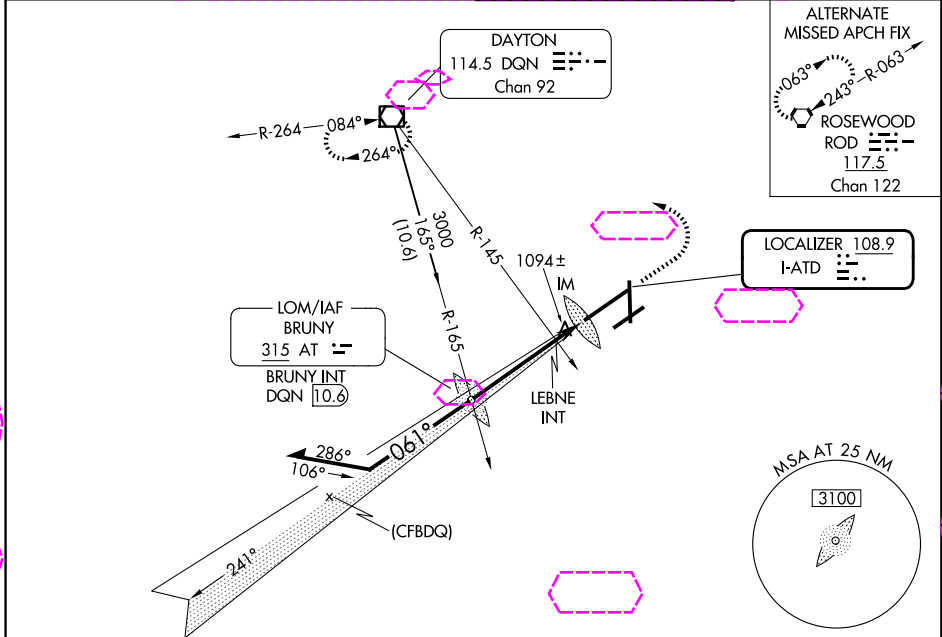 ALTERNATE
MISSED APCH FIX
063°
243°
R-063
ROSEWOOD
ROD
117.5
Chan 122
DAYTON
114.5 DQN
Chan 92
R-264
084°
264°
3000
165°
(10.6)
R-145
R-165
1094±
IM
LOCALIZER 108.9
I-ATD
LOM/IAF
BRUNY
315 AT
BRUNY INT
DQN 10.6
LEBNE
INT
061°
286°
106°
(CFBDQ)
241°
MSA AT 25 NM
3100